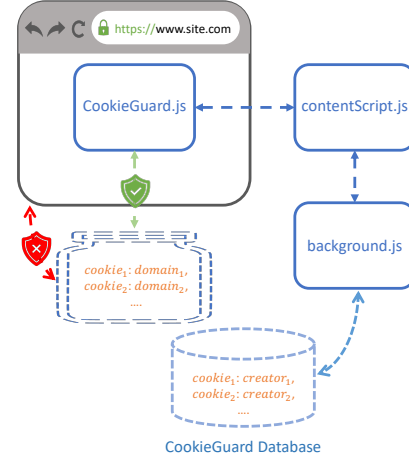 https://www.site.com
CookieGuard.js
contentScript.js
background.js
cookie₁: domain₁,
cookie₂: domain₂,
....
cookie₁: creator₁,
cookie₂: creator₂,
....
CookieGuard Database